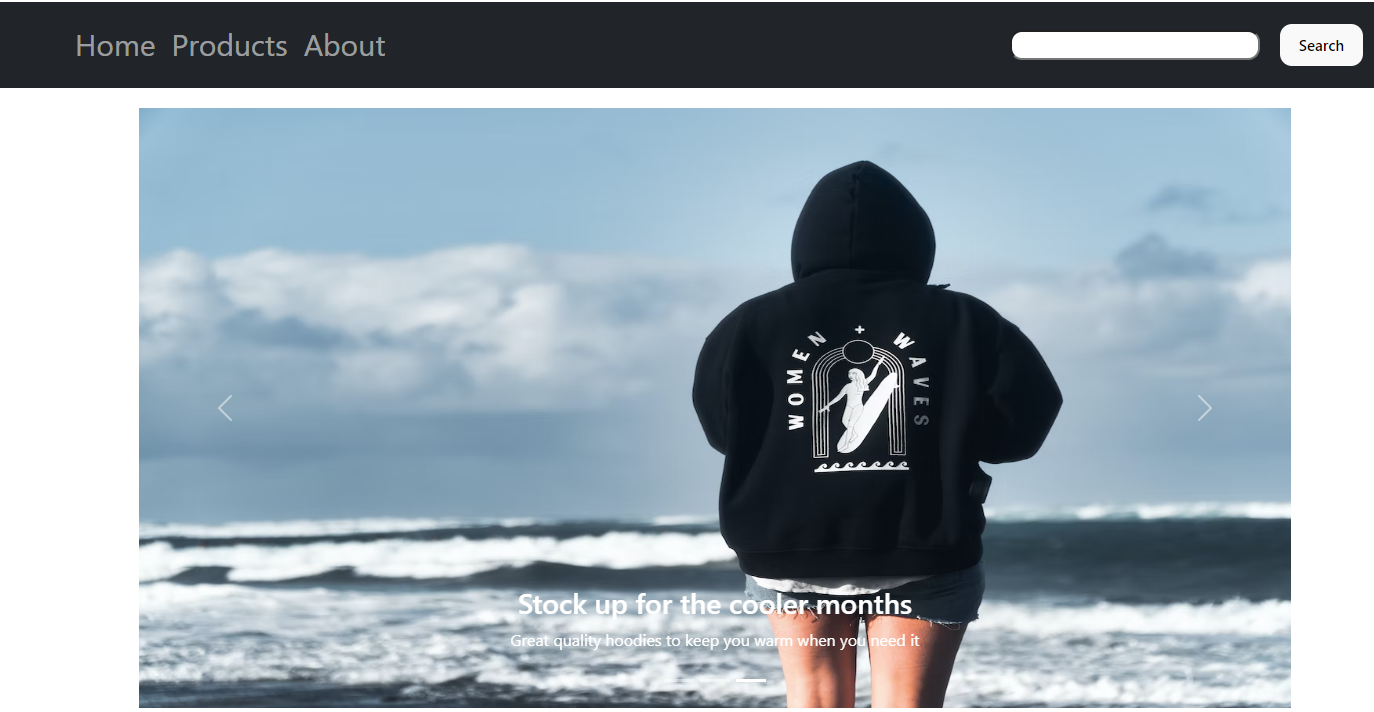 Home Products About
Search
WOMEN + WAVES
Stock up for the cooler months
Great quality hoodies to keep you warm when you need it